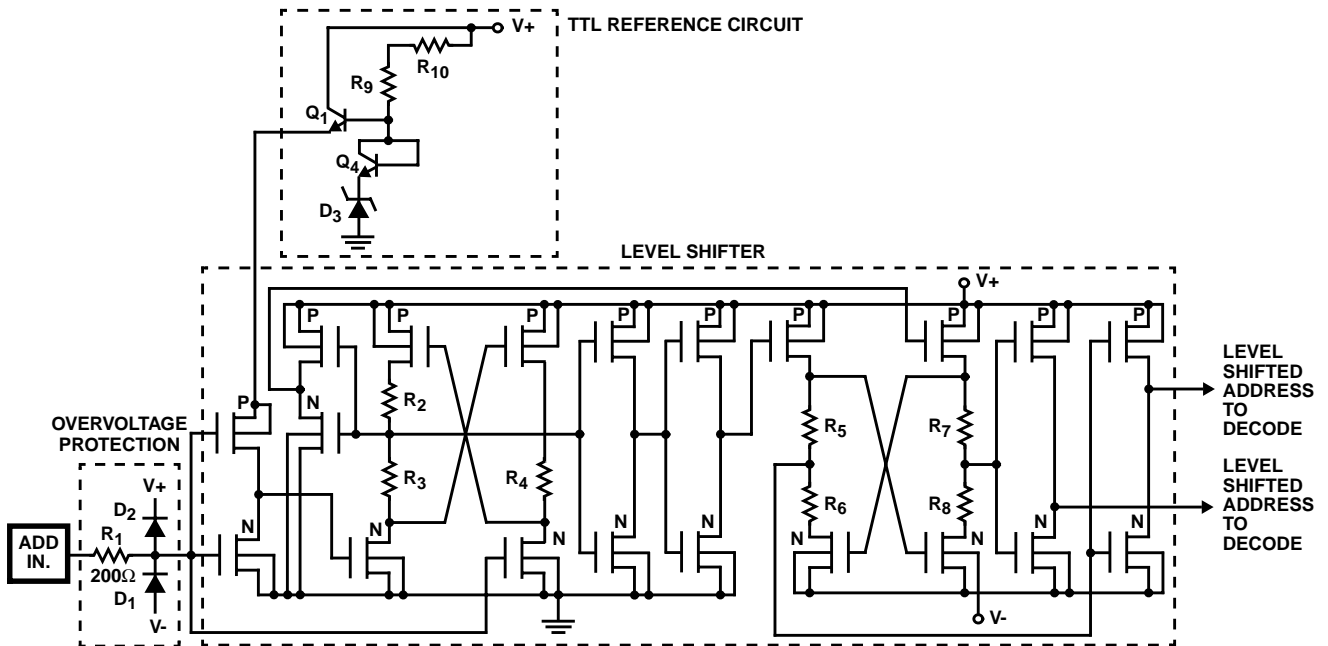 V+
TTL REFERENCE CIRCUIT
R10
R9
Q1
Q4
D3
LEVEL SHIFTER
V+
P
P
P
P
P
P
P
P
P
LEVEL
SHIFTED
ADDRESS
TO
DECODE
P
R2
N
OVERVOLTAGE
PROTECTION
R5
R7
R3
R4
LEVEL
SHIFTED
ADDRESS
TO
DECODE
V+
D2
R6
R8
N
N
N
N
N
N
N
N
N
N
ADD
IN.
R1
200Ω
D1
V-
V-